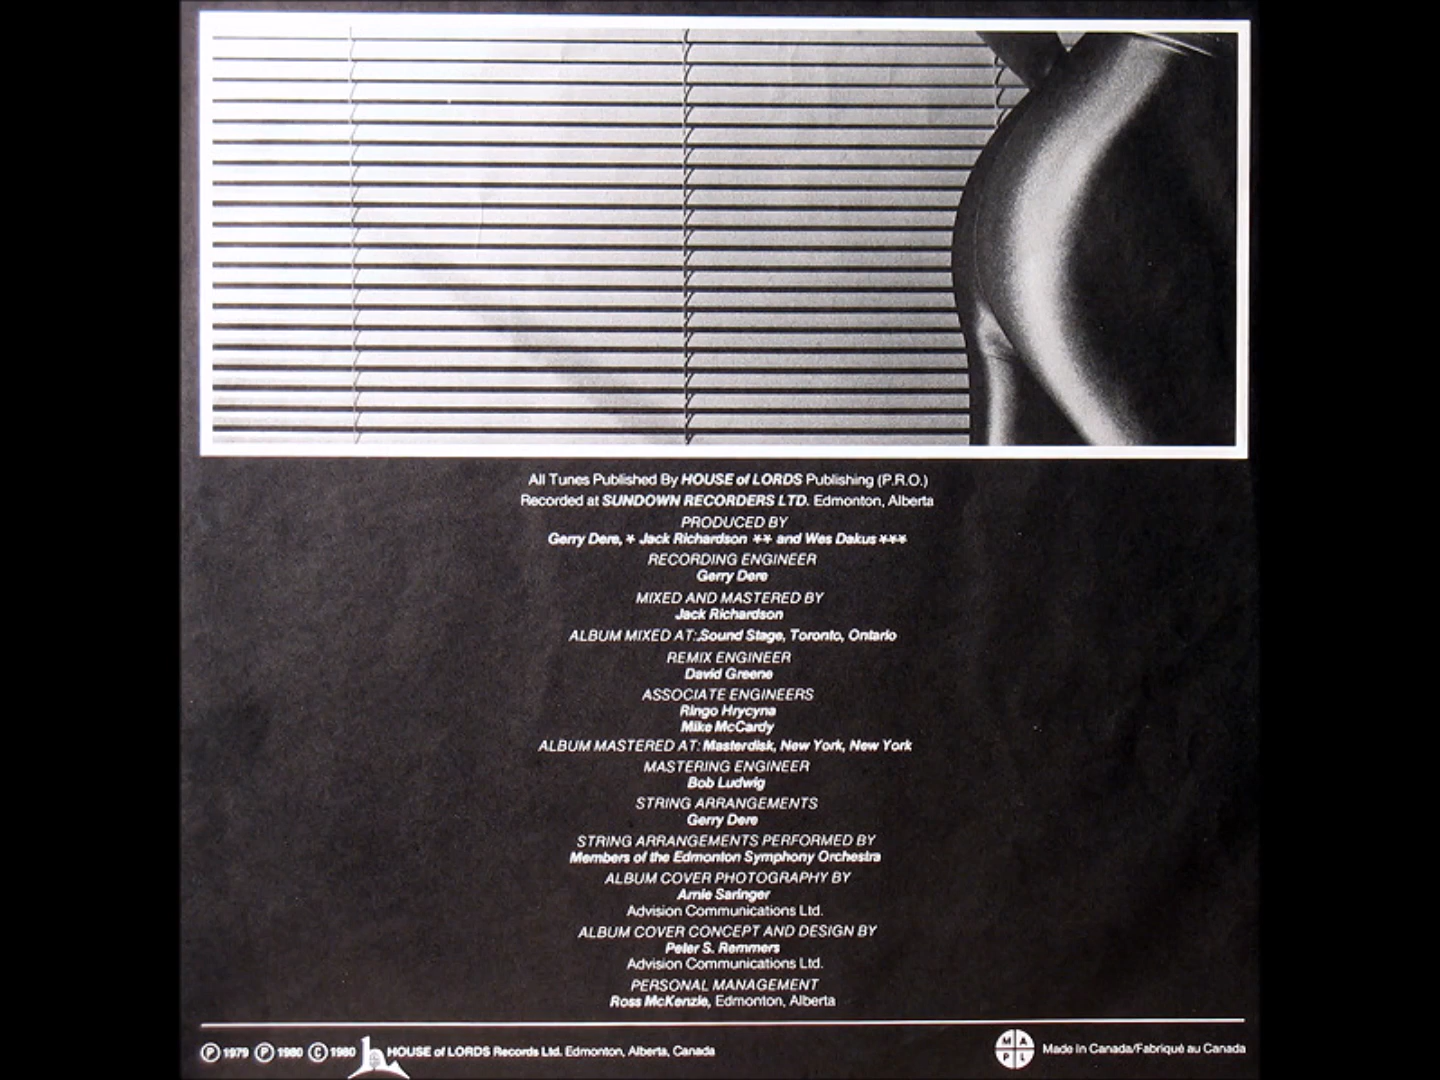 All Tunes Published By HOUSE of LORDS Publishing (P.R.O.)
Recorded at SUNDOWN RECORDERS LTD. Edmonton, Alberta
PRODUCED BY
Gerry Dere, * Jack Richardson ** and Wes Dakus ***
RECORDING ENGINEER
Gerry Dere
MIXED AND MASTERED BY
Jack Richardson
ALBUM MIXED AT: Sound Stage, Toronto, Ontario
REMIX ENGINEER
David Greene
ASSOCIATE ENGINEERS
Ringo Hrycyna
Mike McCardy
ALBUM MASTERED AT: Masterdisk, New York, New York
MASTERING ENGINEER
Bob Ludwig
STRING ARRANGEMENTS
Gerry Dere
STRING ARRANGEMENTS PERFORMED BY
Members of the Edmonton Symphony Orchestra
ALBUM COVER PHOTOGRAPHY BY
Arnie Saringer
Advision Communications Ltd.
ALBUM COVER CONCEPT AND DESIGN BY
Peter S. Remmers
Advision Communications Ltd.
PERSONAL MANAGEMENT
Ross McKenzie, Edmonton, Alberta
Ⓟ 1979 Ⓟ 1980 © 1980 HOUSE of LORDS Records Ltd. Edmonton, Alberta, Canada
M A P L Made in Canada/Fabriqué au Canada